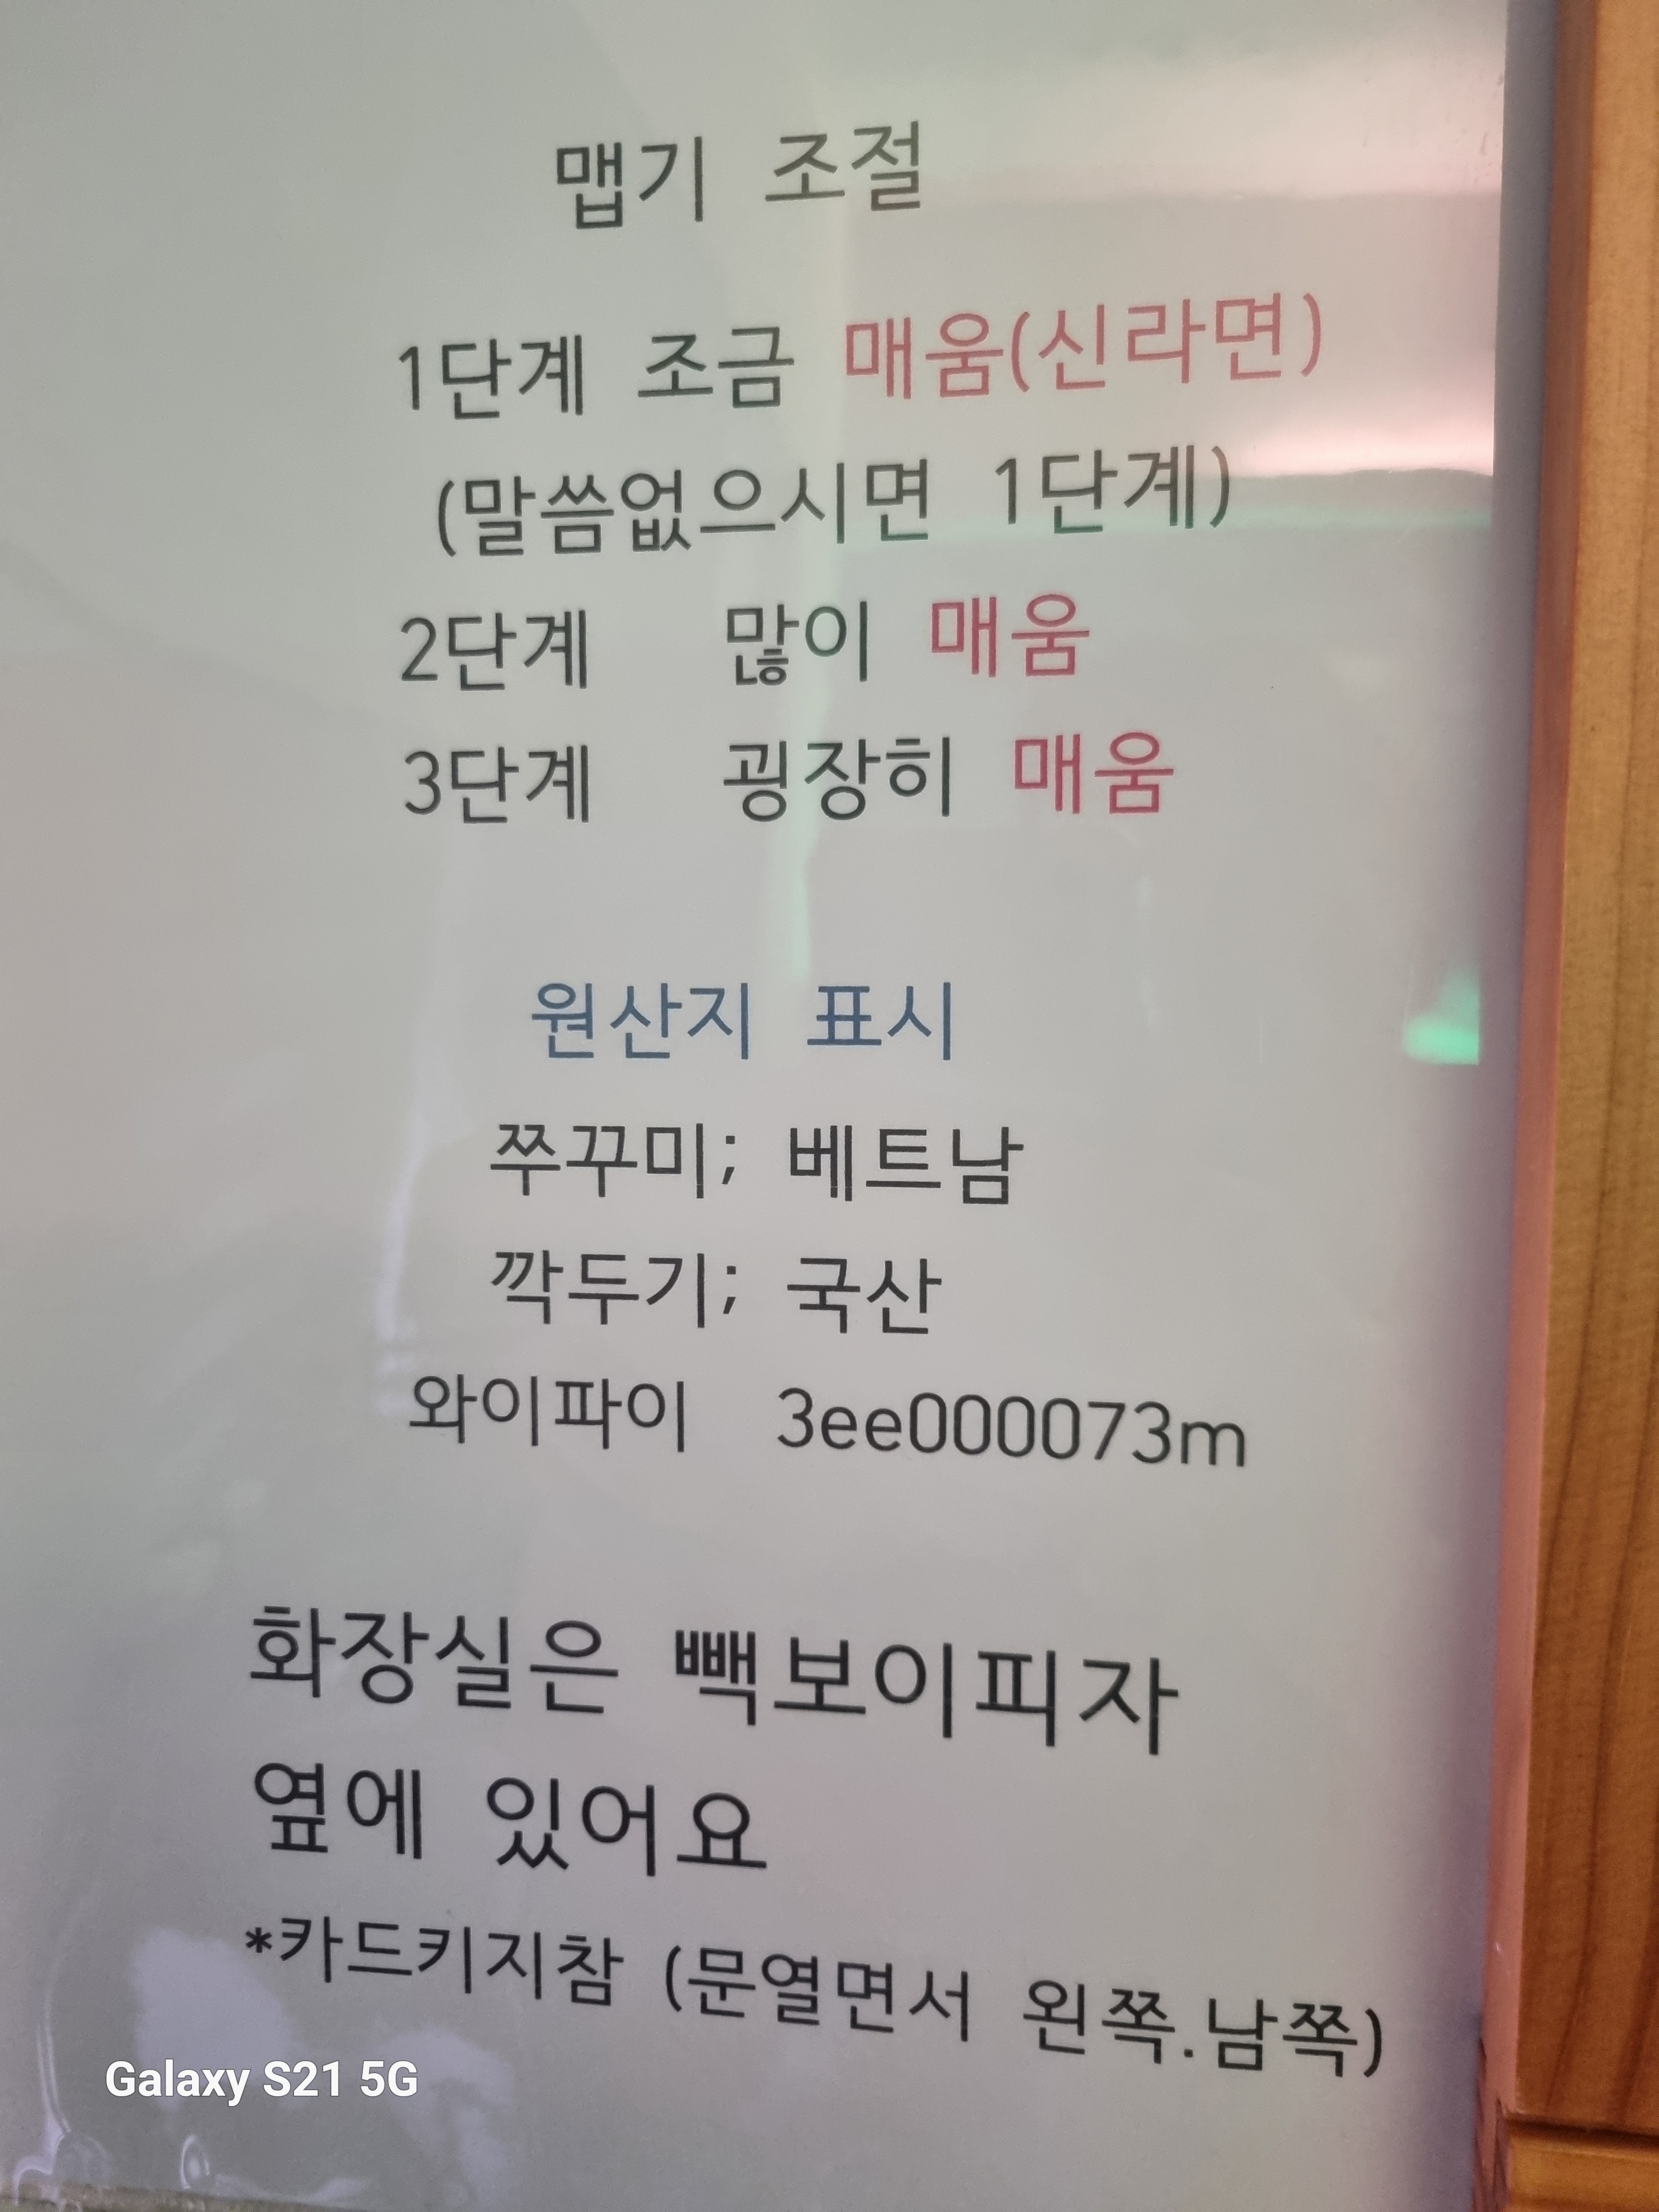 맵기 조절
1단계 조금 매움(신라면)
(말씀없으시면 1단계)
2단계 많이 매움
3단계 굉장히 매움
원산지 표시
쭈꾸미; 베트남
깍두기; 국산
와이파이 3ee000073m
화장실은 빽보이피자
옆에 있어요
*카드키지참 (문열면서 왼쪽.남쪽)
Galaxy S21 5G